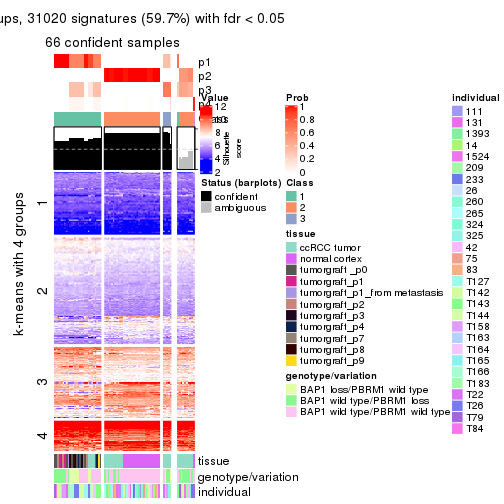 ups, 31020 signatures (59.7%) with fdr < 0.05
66 confident samples
p1
p2
p3
p4
Value
12
10
8
6
4
2
Silhouette
score
Status (barplots)
confident
ambiguous
Prob
1
0.8
0.6
0.4
0.2
0
Class
1
2
3
tissue
ccRCC tumor
normal cortex
tumorgraft _p0
tumorgraft_p1
tumorgraft_p1_from metastasis
tumorgraft_p2
tumorgraft_p3
tumorgraft_p4
tumorgraft_p7
tumorgraft_p8
tumorgraft_p9
genotype/variation
BAP1 loss/PBRM1 wild type
BAP1 wild type/PBRM1 loss
BAP1 wild type/PBRM1 wild type
individual
111
131
1393
14
1524
209
233
26
260
265
324
325
42
75
83
T127
T142
T143
T144
T158
T163
T164
T165
T166
T183
T22
T26
T79
T84
k-means with 4 groups
1
2
3
4
tissue
genotype/variation
individual